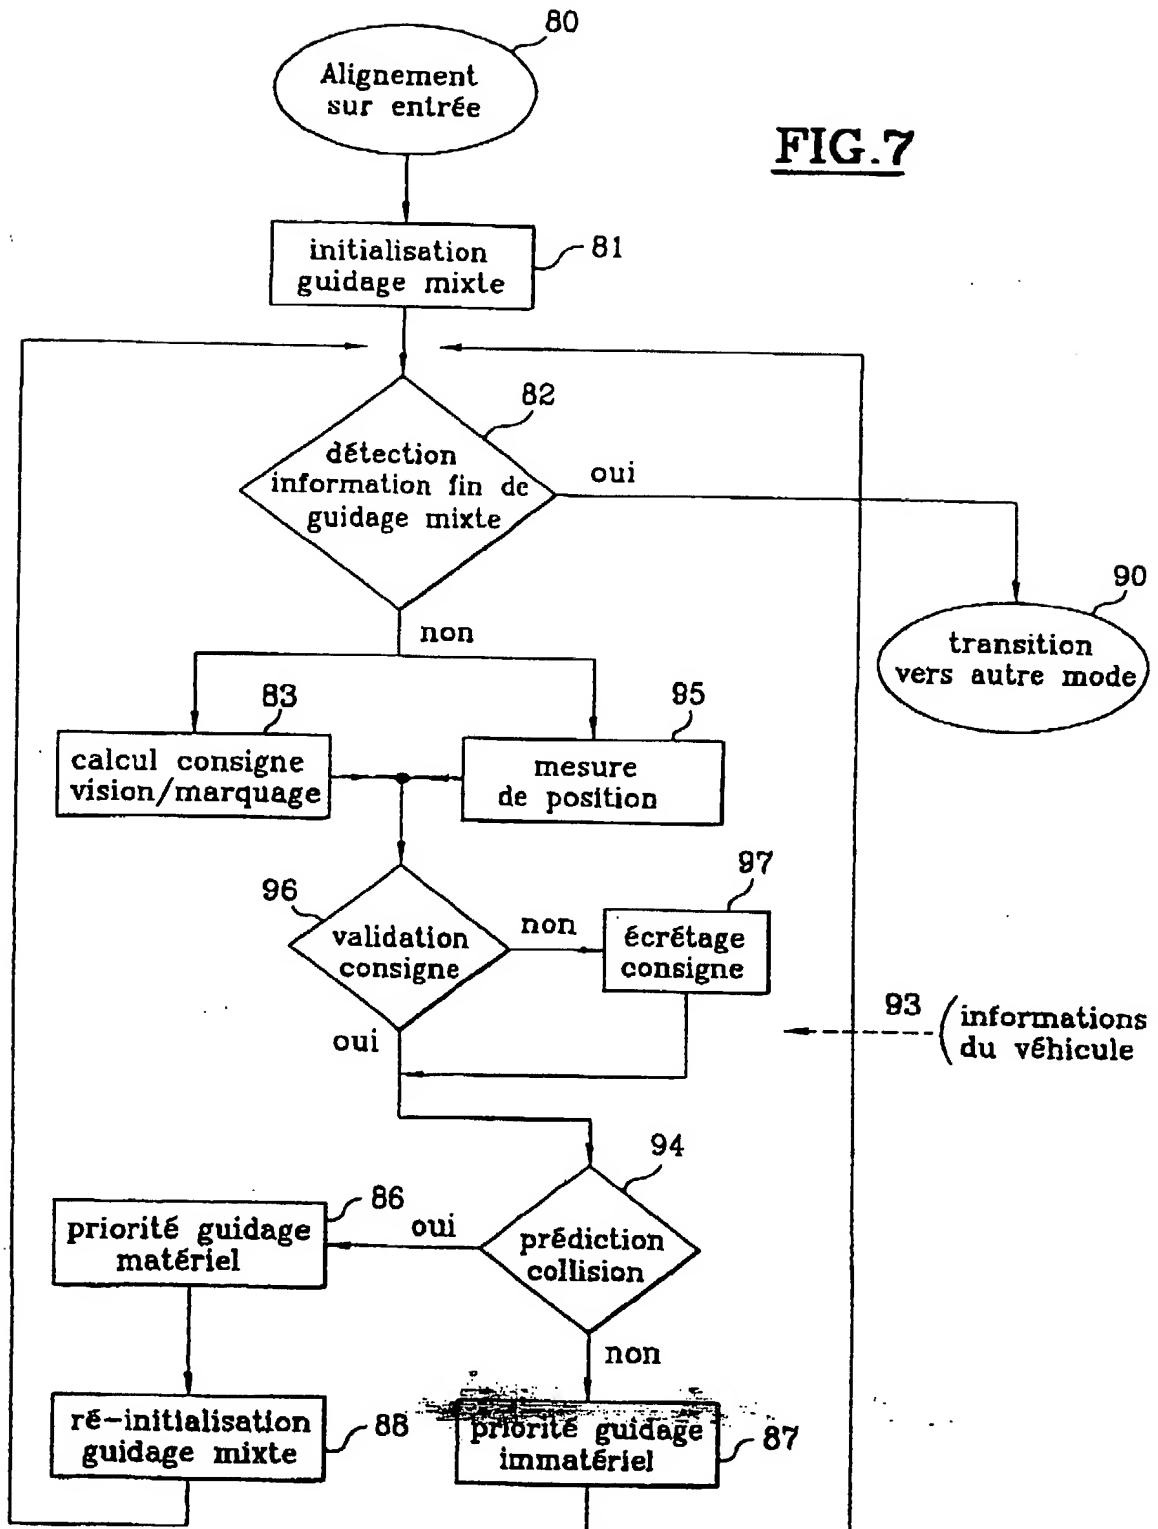 80
Alignement
sur entrée
FIG.7
initialisation
guidage mixte
81
82
détection
information fin de
guidage mixte
oui
90
non
transition
vers autre mode
83
95
calcul consigne
vision/marquage
mesure
de position
97
96
validation
consigne
non
écrêtage
consigne
93
informations
du véhicule
oui
94
86
priorité guidage
matériel
oui
prédiction
collision
non
ré-initialisation
guidage mixte
88
priorité guidage
immatériel
87